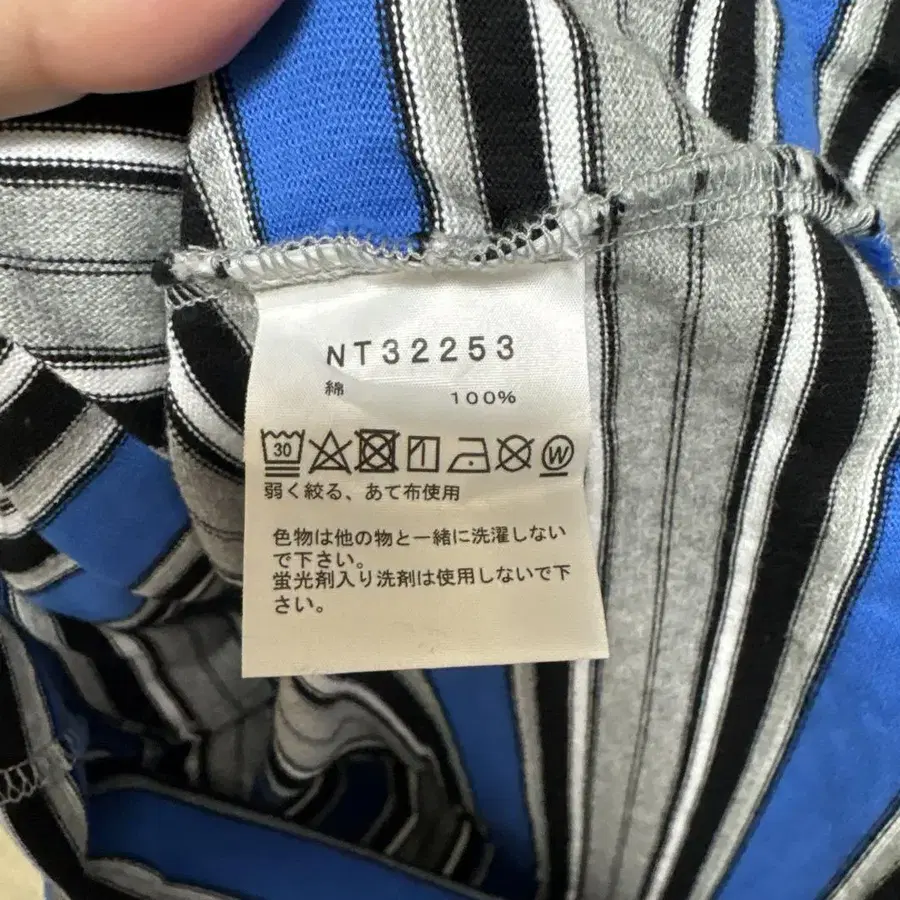 NT32253
綿 100%
30 W
弱く絞る、あて布使用
色物は他の物と一緒に洗濯しない
で下さい。
蛍光剤入り洗剤は使用しないで下
さい。